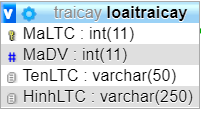 v traicay loaitraicay
MaLTC : int(11)
# MaDV : int(11)
TenLTC : varchar(50)
HinhLTC : varchar(250)